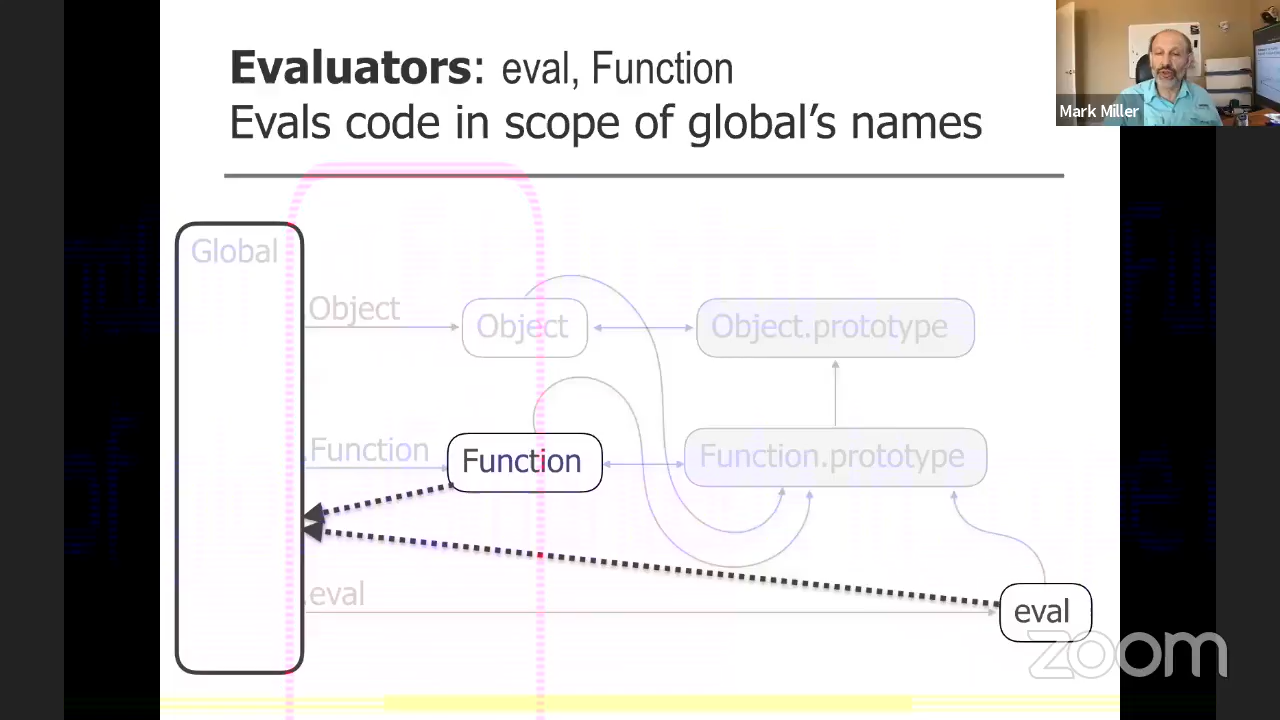 Evaluators: eval, Function
Evals code in scope of global's names
Mark Miller
Global
Object
Object
Object.prototype
.Function
Function
Function.prototype
.eval
eval
zoom